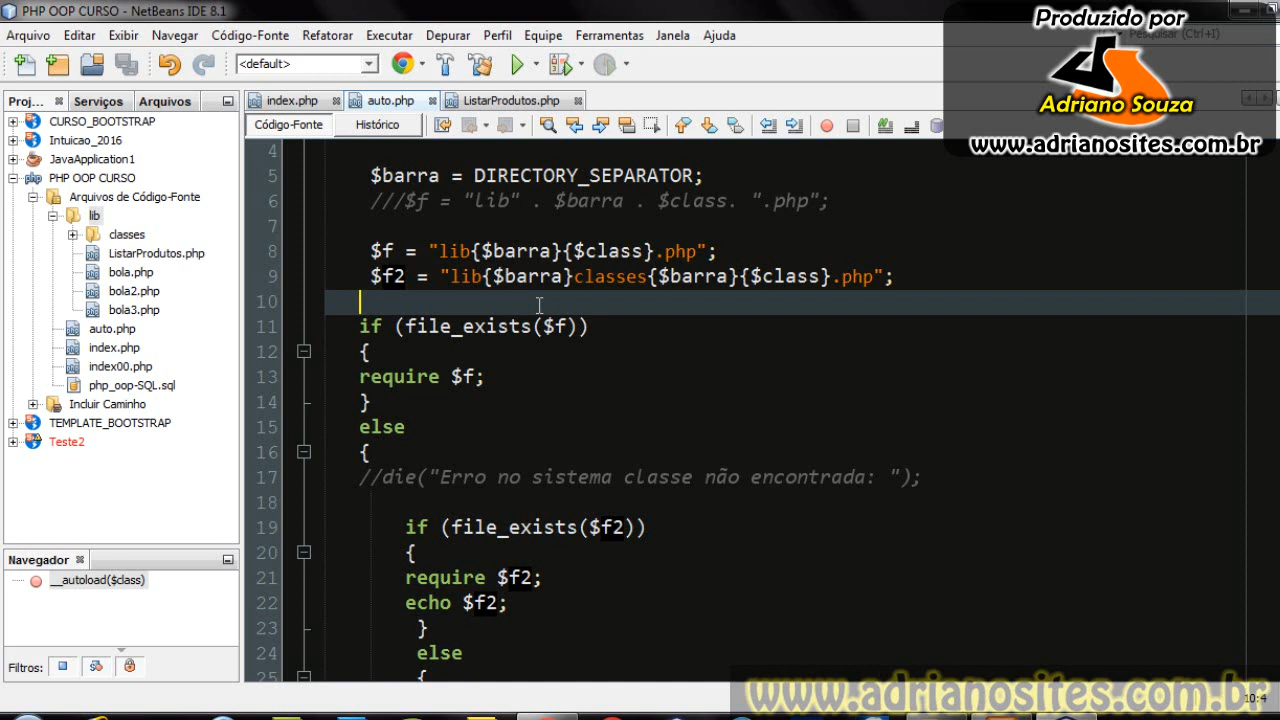 PHP OOP CURSO - NetBeans IDE 8.1
Arquivo Editar Exibir Navegar Código-Fonte Refatorar Executar Depurar Perfil Equipe Ferramentas Janela Ajuda
Pesquisar (Ctrl+I)
Produzido por
Adriano Souza
www.adrianosites.com.br
<default>
Proj... Serviços Arquivos
index.php auto.php ListarProdutos.php
Código-Fonte Histórico
CURSO_BOOTSTRAP
Intuicao_2016
JavaApplication1
PHP OOP CURSO
Arquivos de Código-Fonte
lib
classes
ListarProdutos.php
bola.php
bola2.php
bola3.php
auto.php
index.php
index00.php
php_oop-SQL.sql
Incluir Caminho
TEMPLATE_BOOTSTRAP
Teste2
Navegador
__autoload($class)
Filtros:
4
5 $barra = DIRECTORY_SEPARATOR;
6 ///$f = "lib" . $barra . $class. ".php";
7
8 $f = "lib{$barra}{$class}.php";
9 $f2 = "lib{$barra}classes{$barra}{$class}.php";
10
11 if (file_exists($f))
12 {
13 require $f;
14 }
15 else
16 {
17 //die("Erro no sistema classe não encontrada: ");
18
19 if (file_exists($f2))
20 {
21 require $f2;
22 echo $f2;
23 }
24 else
25 {
www.adrianosites.com.br
10:4